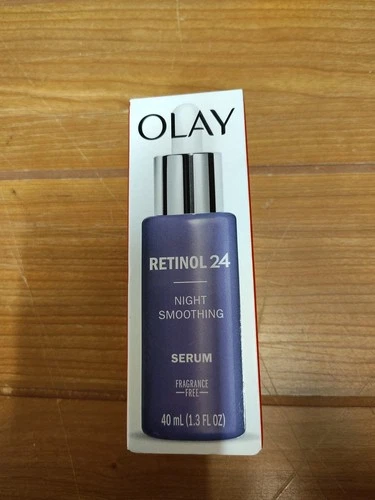 OLAY
RETINOL 24
NIGHT
SMOOTHING
SERUM
FRAGRANCE
FREE
40 mL (1.3 FL OZ)